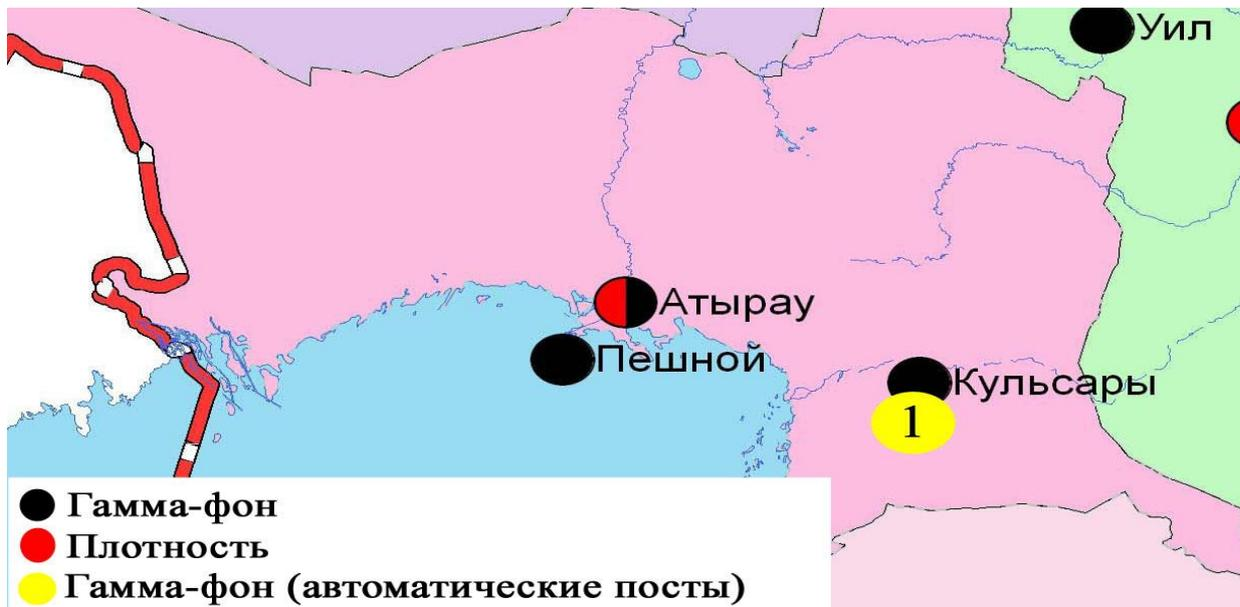 Уил
Атырау
Пешной
Кульсары
1
Гамма-фон
Плотность
Гамма-фон (автоматические посты)